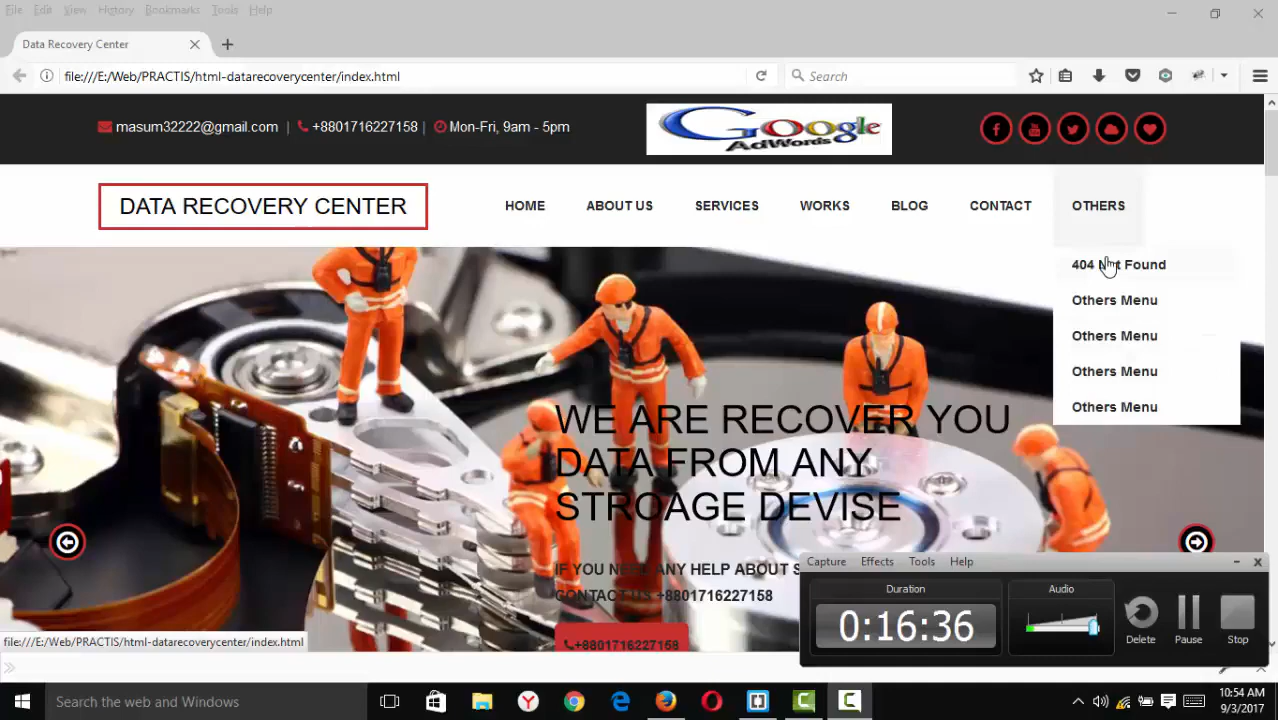 File Edit View History Bookmarks Tools Help
Data Recovery Center
file:///E:/Web/PRACTIS/html-datarecoverycenter/index.html
Search
masum32222@gmail.com | +8801716227158 | Mon-Fri, 9am - 5pm
Google
AdWords
DATA RECOVERY CENTER
HOME ABOUT US SERVICES WORKS BLOG CONTACT OTHERS
404 Not Found
Others Menu
Others Menu
Others Menu
Others Menu
WE ARE RECOVER YOU
DATA FROM ANY
STROAGE DEVISE
IF YOU NEED ANY HELP ABOUT S
CONTACT US +8801716227158
+8801716227158
Capture Effects Tools Help
Duration
Audio
0:16:36
Delete Pause Stop
file:///E:/Web/PRACTIS/html-datarecoverycenter/index.html
Search the web and Windows
10:54 AM
9/3/2017